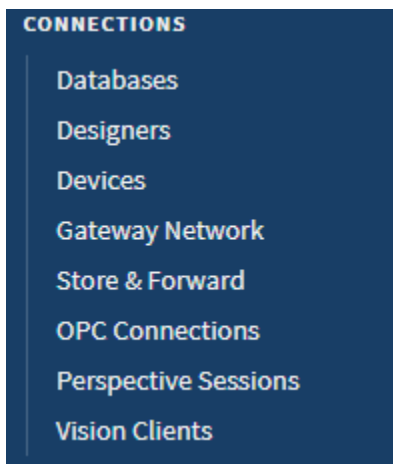 CONNECTIONS
Databases
Designers
Devices
Gateway Network
Store & Forward
OPC Connections
Perspective Sessions
Vision Clients